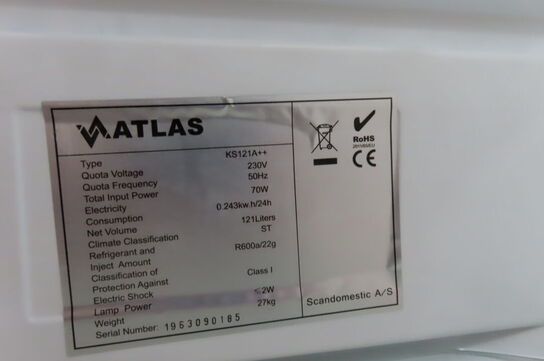 ATLAS
Type KS121A++
Quota Voltage 230V
Quota Frequency 50Hz
Total Input Power 70W
Electricity 0.243kw.h/24h
Consumption
Net Volume 121Liters
Climate Classification ST
Refrigerant and R600a/22g
Inject Amount
Classification of Class I
Protection Against
Electric Shock
Lamp Power ≤2W
Weight 27kg
Serial Number: 1963090185
RoHS
CE
Scandomestic A/S